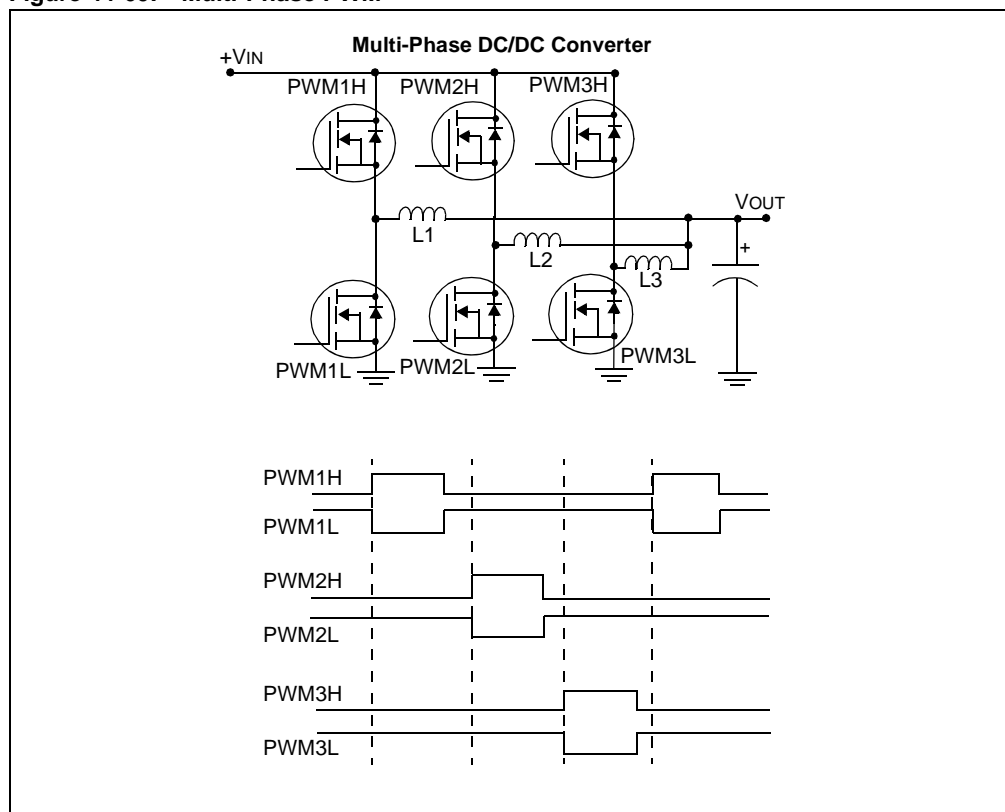 Multi-Phase DC/DC Converter
+VIN
PWM1H PWM2H PWM3H
VOUT
L1
L2
L3
+
PWM1L PWM2L PWM3L
PWM1H
PWM1L
PWM2H
PWM2L
PWM3H
PWM3L